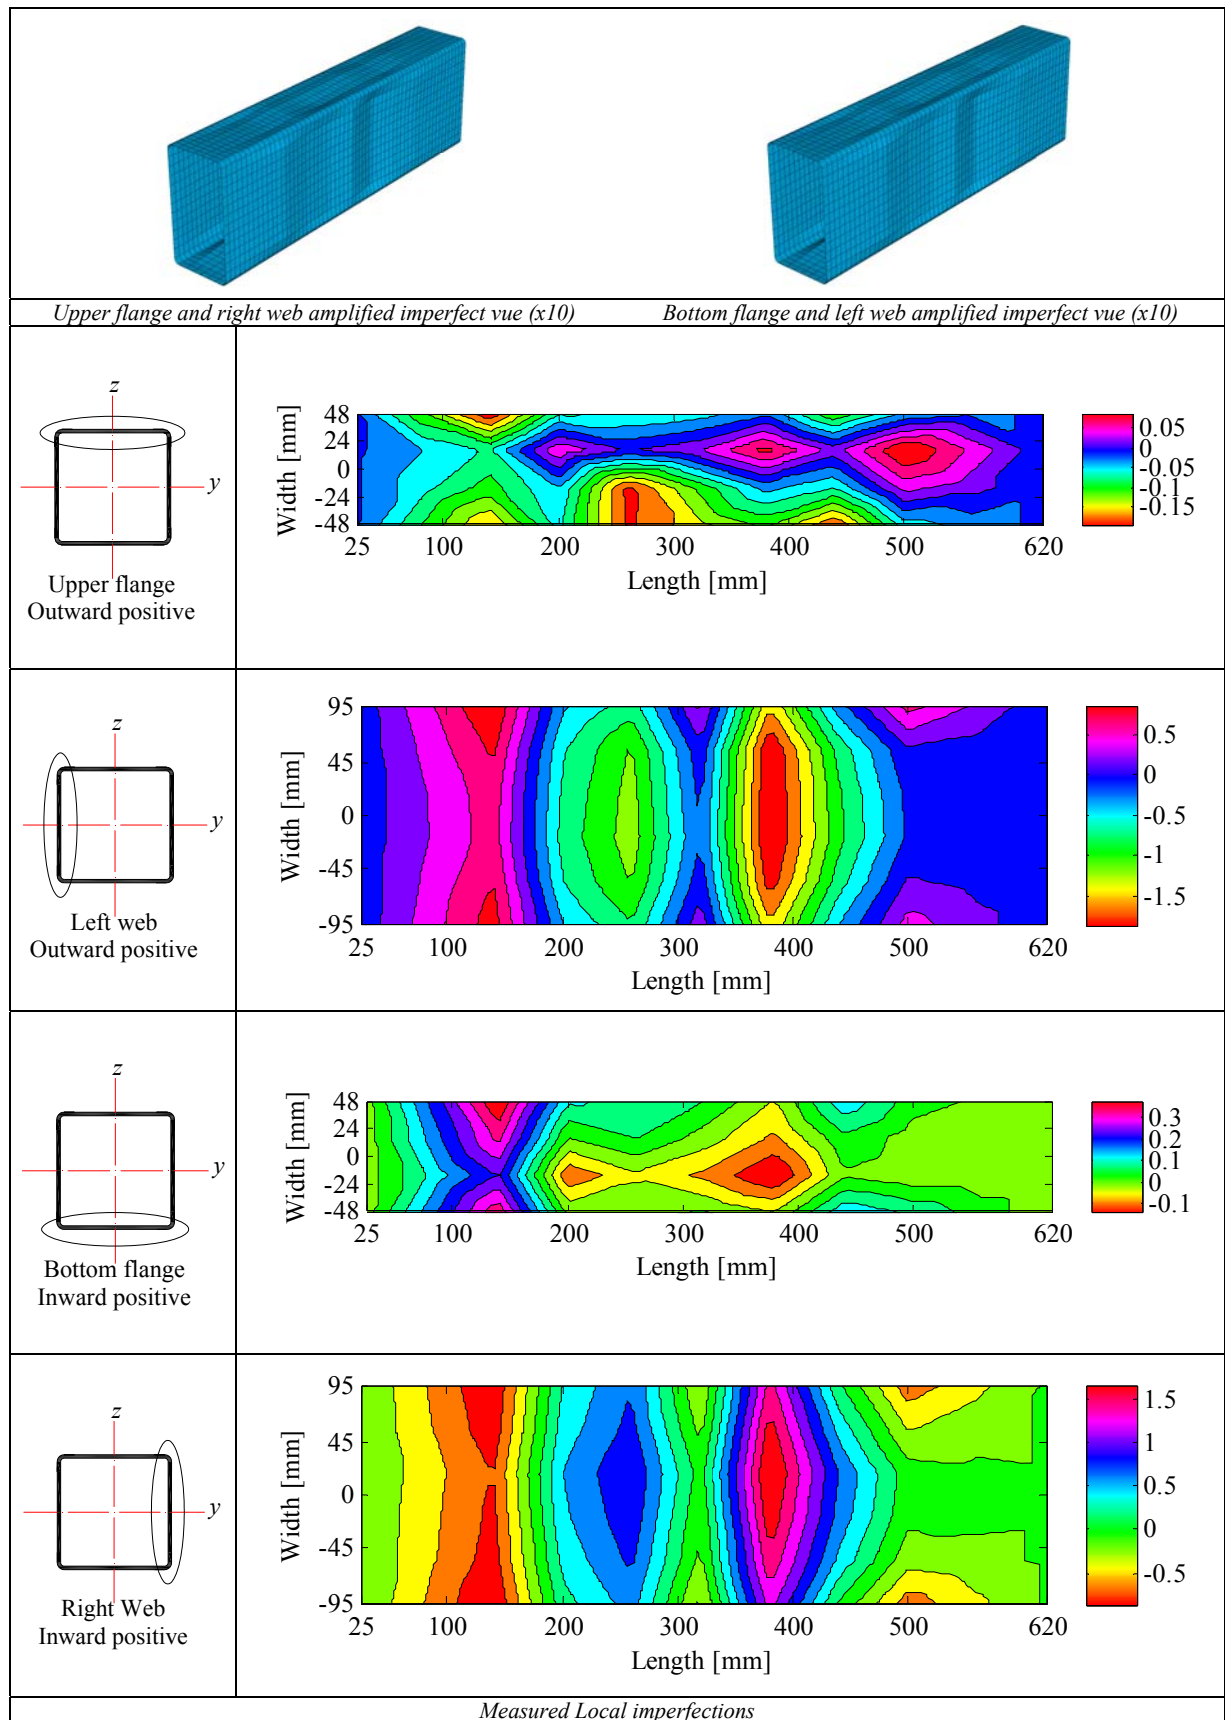 Upper flange and right web amplified imperfect vue (x10)
Bottom flange and left web amplified imperfect vue (x10)
z
y
Upper flange
Outward positive
Width [mm]
48
24
0
-24
-48
25 100 200 300 400 500 620
Length [mm]
0.05
0
-0.05
-0.1
-0.15
z
y
Left web
Outward positive
Width [mm]
95
45
0
-45
-95
25 100 200 300 400 500 620
Length [mm]
0.5
0
-0.5
-1
-1.5
z
y
Bottom flange
Inward positive
Width [mm]
48
24
0
-24
-48
25 100 200 300 400 500 620
Length [mm]
0.3
0.2
0.1
0
-0.1
z
y
Right Web
Inward positive
Width [mm]
95
45
0
-45
-95
25 100 200 300 400 500 620
Length [mm]
1.5
1
0.5
0
-0.5
Measured Local imperfections